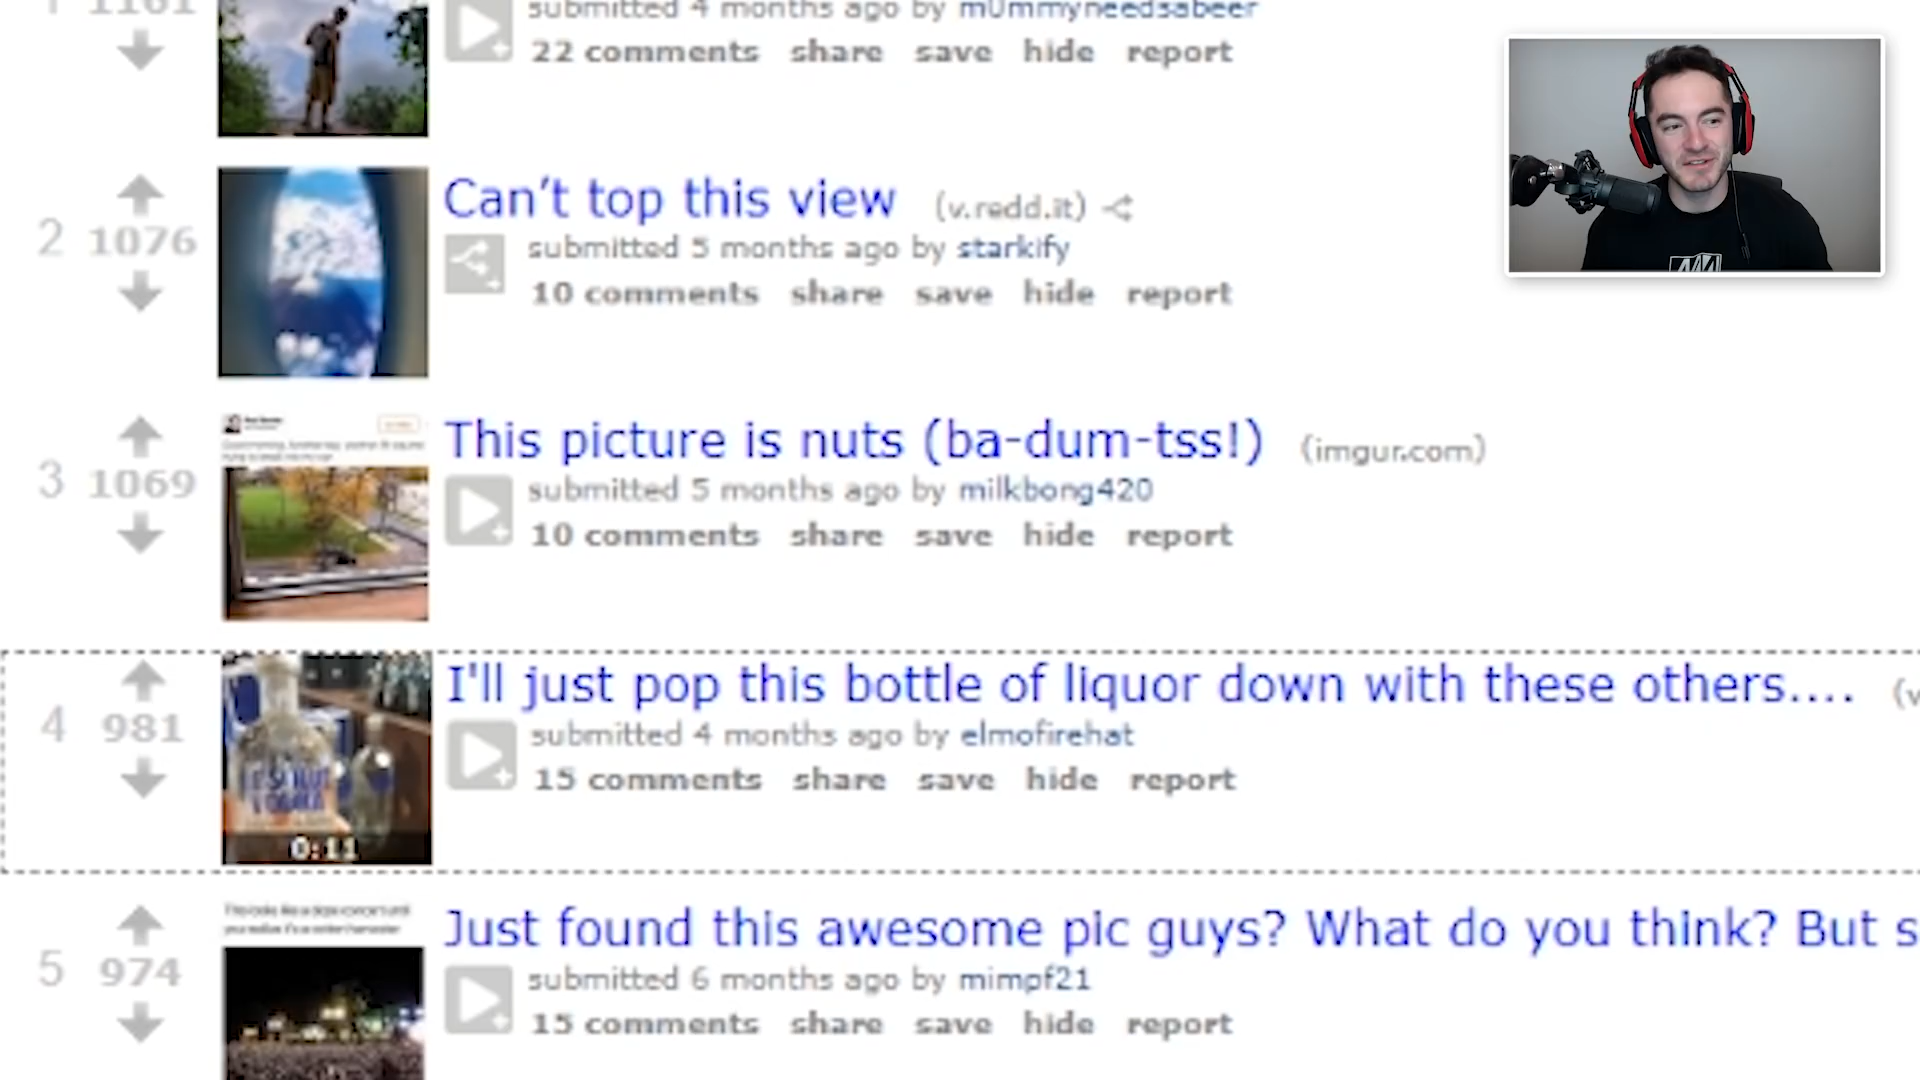 1 1161
submitted 4 months ago by m0mmyneedsabeer
22 comments share save hide report
2 1076
Can’t top this view (v.redd.it)
submitted 5 months ago by starkify
10 comments share save hide report
3 1069
This picture is nuts (ba-dum-tss!) (imgur.com)
submitted 5 months ago by milkbong420
10 comments share save hide report
4 981
I'll just pop this bottle of liquor down with these others.... (v
submitted 4 months ago by elmofirehat
15 comments share save hide report
VODKA
0:11
5 974
Just found this awesome pic guys? What do you think? But s
submitted 6 months ago by mimpf21
15 comments share save hide report